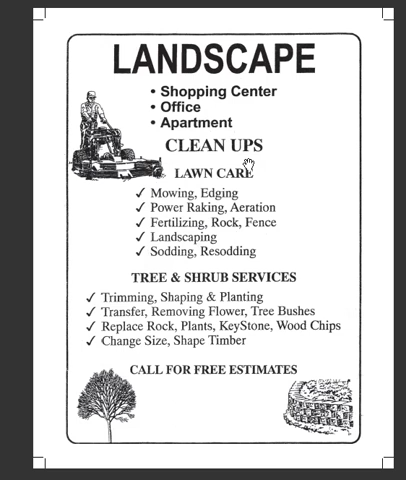 LANDSCAPE
• Shopping Center
• Office
• Apartment
CLEAN UPS
LAWN CARE
✓ Mowing, Edging
✓ Power Raking, Aeration
✓ Fertilizing, Rock, Fence
✓ Landscaping
✓ Sodding, Resodding
TREE & SHRUB SERVICES
✓ Trimming, Shaping & Planting
✓ Transfer, Removing Flower, Tree Bushes
✓ Replace Rock, Plants, KeyStone, Wood Chips
✓ Change Size, Shape Timber
CALL FOR FREE ESTIMATES